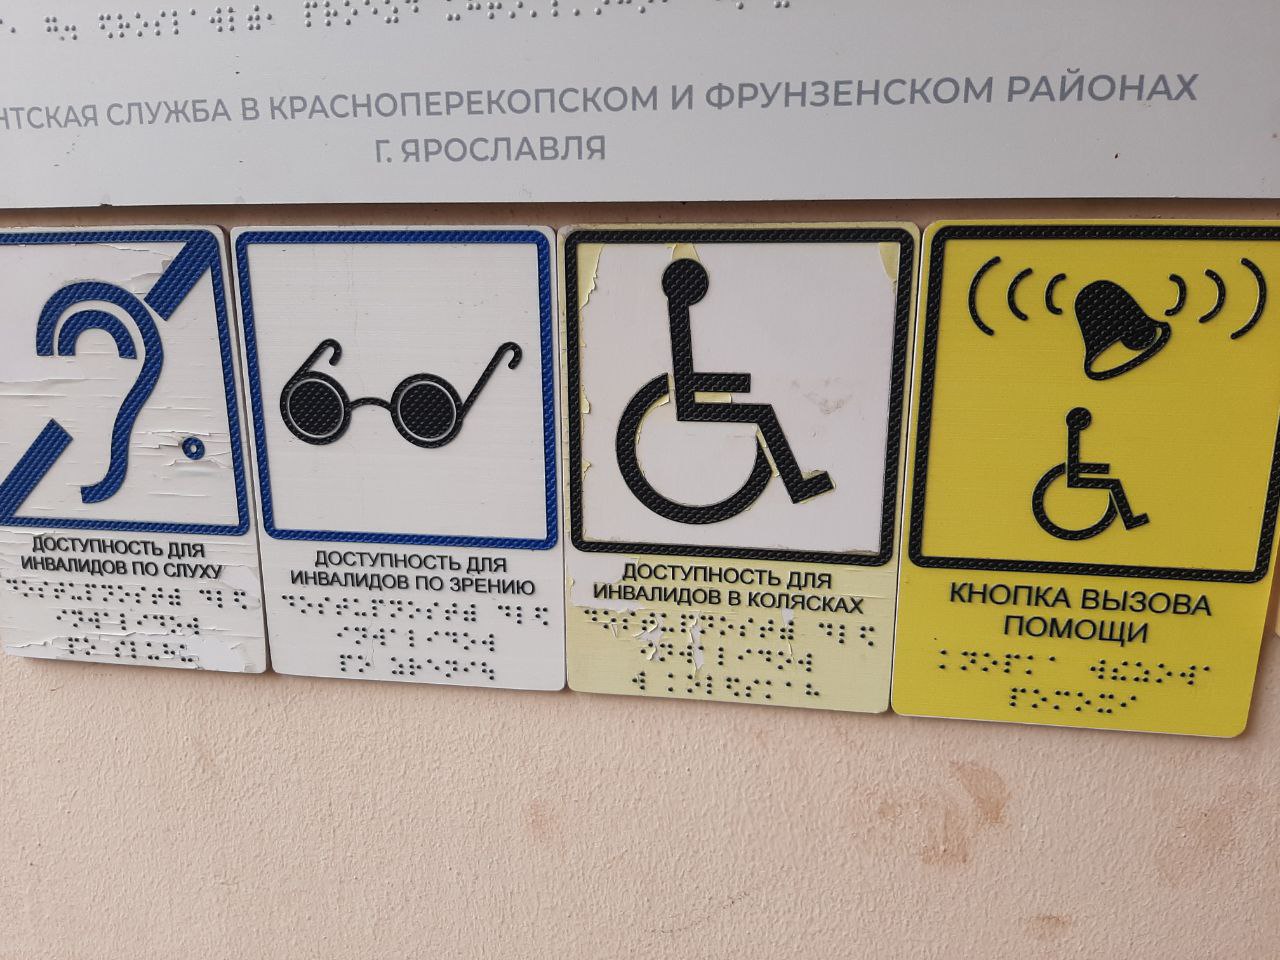 СЛУЖБА В КРАСНОПЕРЕКОПСКОМ И ФРУНЗЕНСКОМ РАЙОНАХ
Г. ЯРОСЛАВЛЯ
ДОСТУПНОСТЬ ДЛЯ
ИНВАЛИДОВ ПО СЛУХУ
ДОСТУПНОСТЬ ДЛЯ
ИНВАЛИДОВ ПО ЗРЕНИЮ
ДОСТУПНОСТЬ ДЛЯ
ИНВАЛИДОВ В КОЛЯСКАХ
КНОПКА ВЫЗОВА
ПОМОЩИ